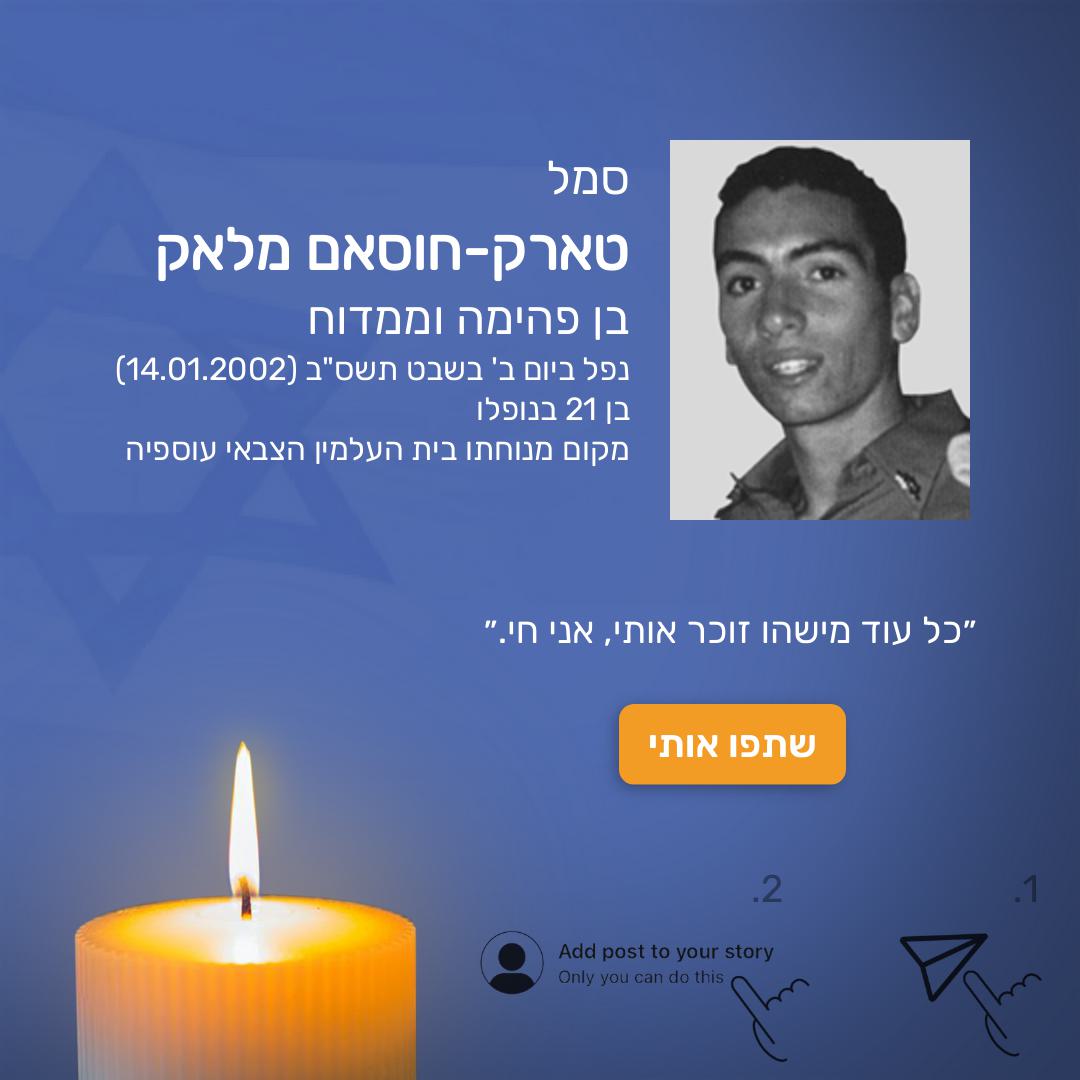 סמל
טארק-חוסאם מלאק
בן פהימה וממדוח
נפל ביום ב' בשבט תשס"ב (14.01.2002)
בן 21 בנופלו
מקום מנוחתו בית העלמין הצבאי עוספיה
״כל עוד מישהו זוכר אותי, אני חי.״
שתפו אותי
1.
2.
Add post to your story
Only you can do this